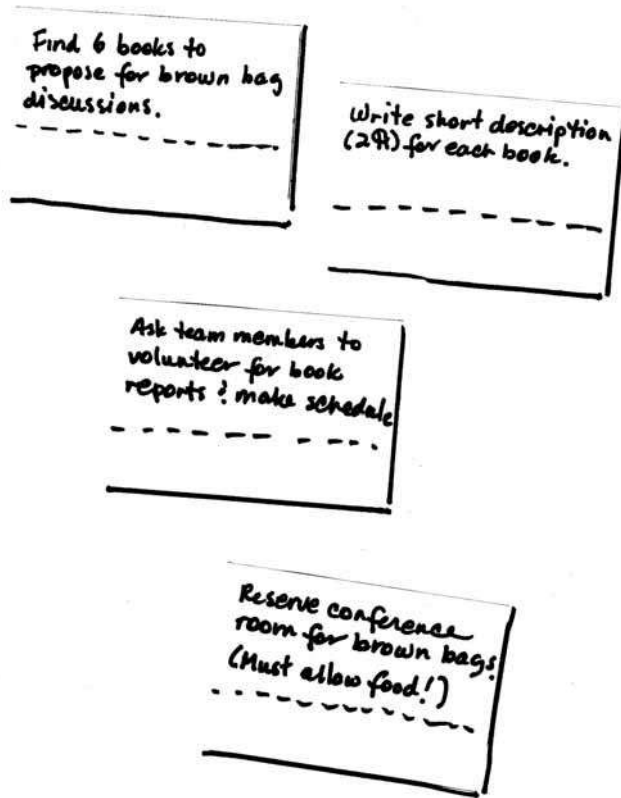 Find 6 books to
propose for brown bag
discussions.
Write short description
(2¶) for each book.
Ask team members to
volunteer for book
reports & make schedule
Reserve conference
room for brown bags.
(Must allow food!)